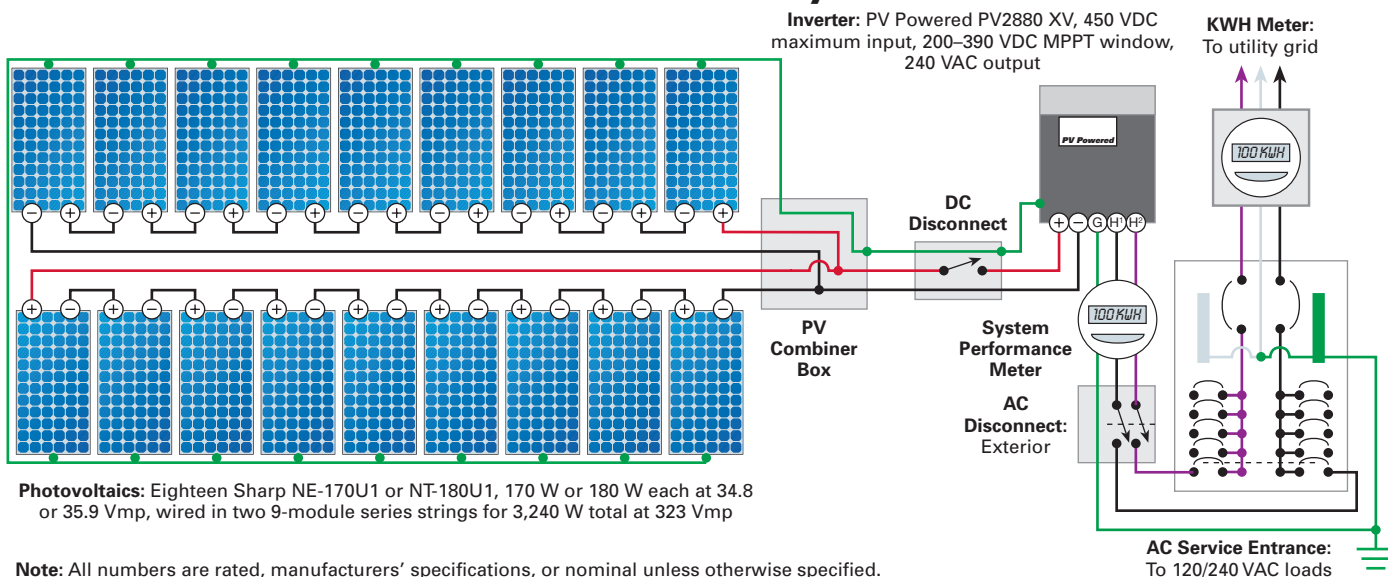 Inverter: PV Powered PV2880 XV, 450 VDC
maximum input, 200–390 VDC MPPT window,
240 VAC output
KWH Meter:
To utility grid
PV Powered
100 KWH
DC
Disconnect
+ − G H¹ H²
− + − + − + − + − + − + − + − + − +
+ − + − + − + − + − + − + − + − + −
PV
Combiner
Box
System
Performance
Meter
100 KWH
AC
Disconnect:
Exterior
Photovoltaics: Eighteen Sharp NE-170U1 or NT-180U1, 170 W or 180 W each at 34.8
or 35.9 Vmp, wired in two 9-module series strings for 3,240 W total at 323 Vmp
AC Service Entrance:
To 120/240 VAC loads
Note: All numbers are rated, manufacturers' specifications, or nominal unless otherwise specified.